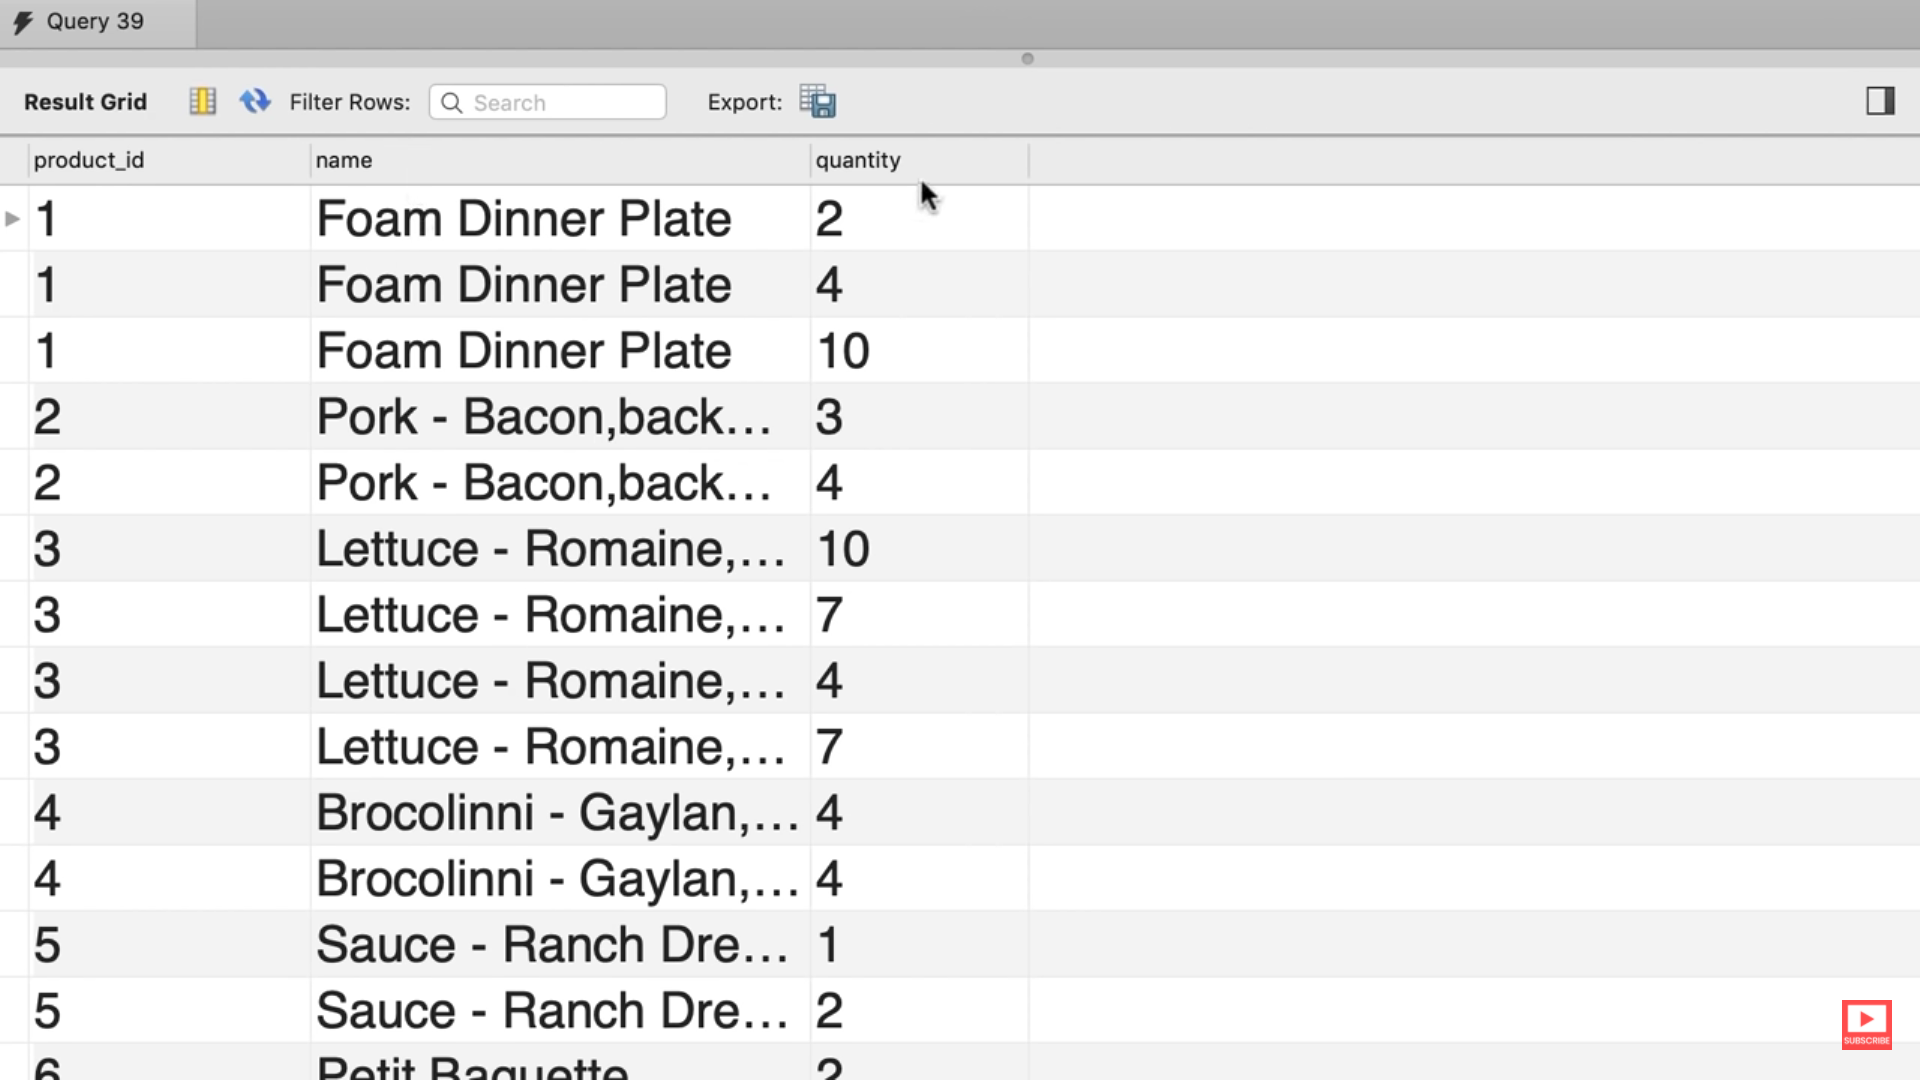 Query 39
Result Grid Filter Rows: Search Export:
product_id name quantity
1 Foam Dinner Plate 2
1 Foam Dinner Plate 4
1 Foam Dinner Plate 10
2 Pork - Bacon,back... 3
2 Pork - Bacon,back... 4
3 Lettuce - Romaine,... 10
3 Lettuce - Romaine,... 7
3 Lettuce - Romaine,... 4
3 Lettuce - Romaine,... 7
4 Brocolinni - Gaylan,... 4
4 Brocolinni - Gaylan,... 4
5 Sauce - Ranch Dre... 1
5 Sauce - Ranch Dre... 2
6 Petit Baguette 2
SUBSCRIBE